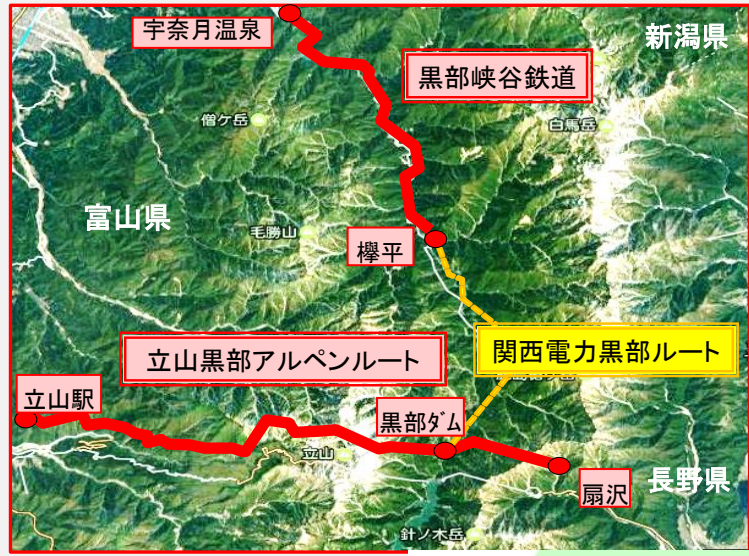 宇奈月温泉
新潟県
黒部峡谷鉄道
僧ケ岳
白馬岳
富山県
毛勝山
欅平
関西電力黒部ルート
立山黒部アルペンルート
立山駅
黒部ﾀﾞﾑ
立山
扇沢
長野県
針ノ木岳